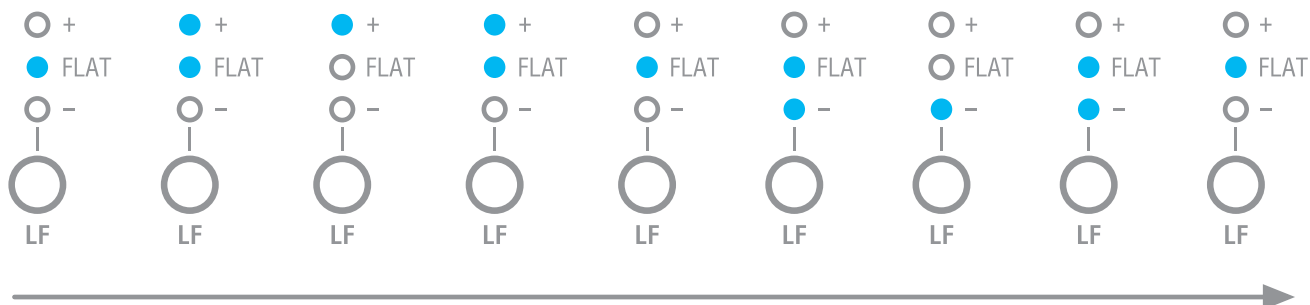 + + + + + + + + +
FLAT FLAT FLAT FLAT FLAT FLAT FLAT FLAT FLAT
− − − − − − − − −
LF LF LF LF LF LF LF LF LF